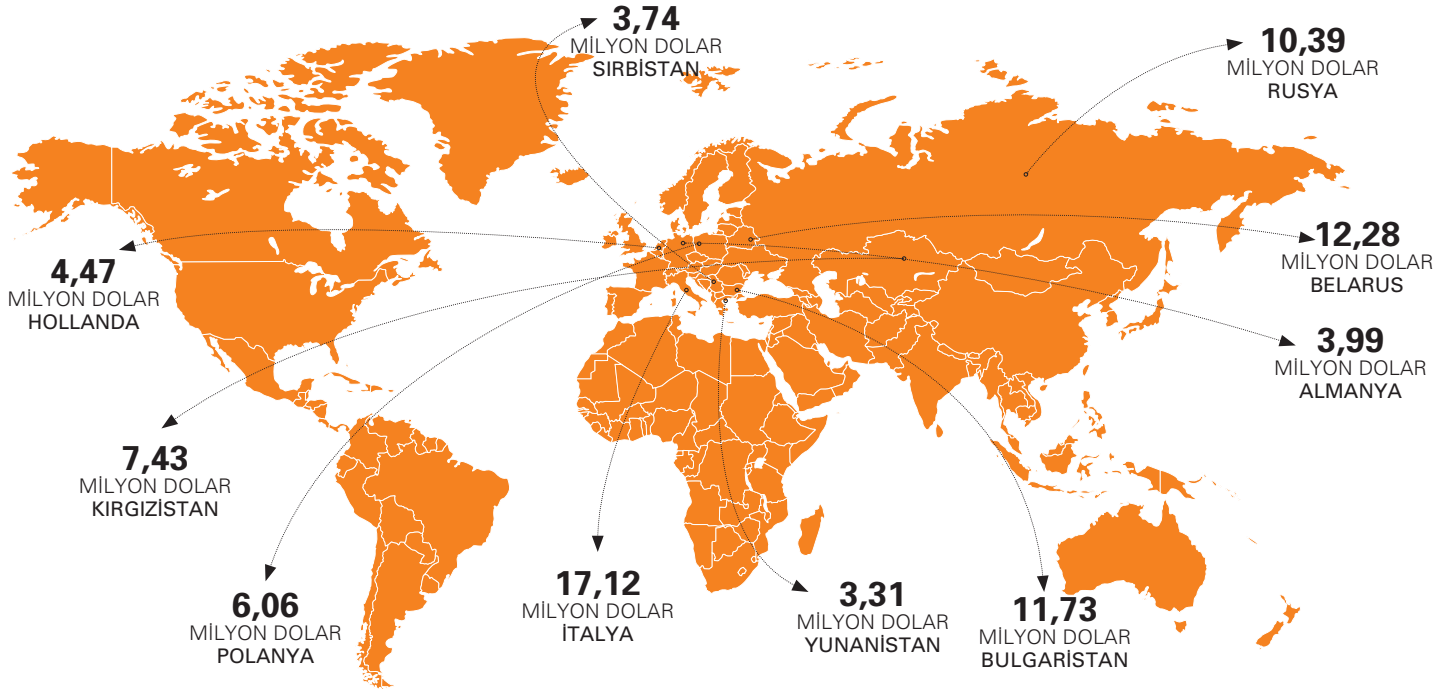 3,74
MİLYON DOLAR
SIRBİSTAN
10,39
MİLYON DOLAR
RUSYA
12,28
MİLYON DOLAR
BELARUS
4,47
MİLYON DOLAR
HOLLANDA
3,99
MİLYON DOLAR
ALMANYA
7,43
MİLYON DOLAR
KIRGIZİSTAN
6,06
MİLYON DOLAR
POLANYA
17,12
MİLYON DOLAR
İTALYA
3,31
MİLYON DOLAR
YUNANİSTAN
11,73
MİLYON DOLAR
BULGARİSTAN